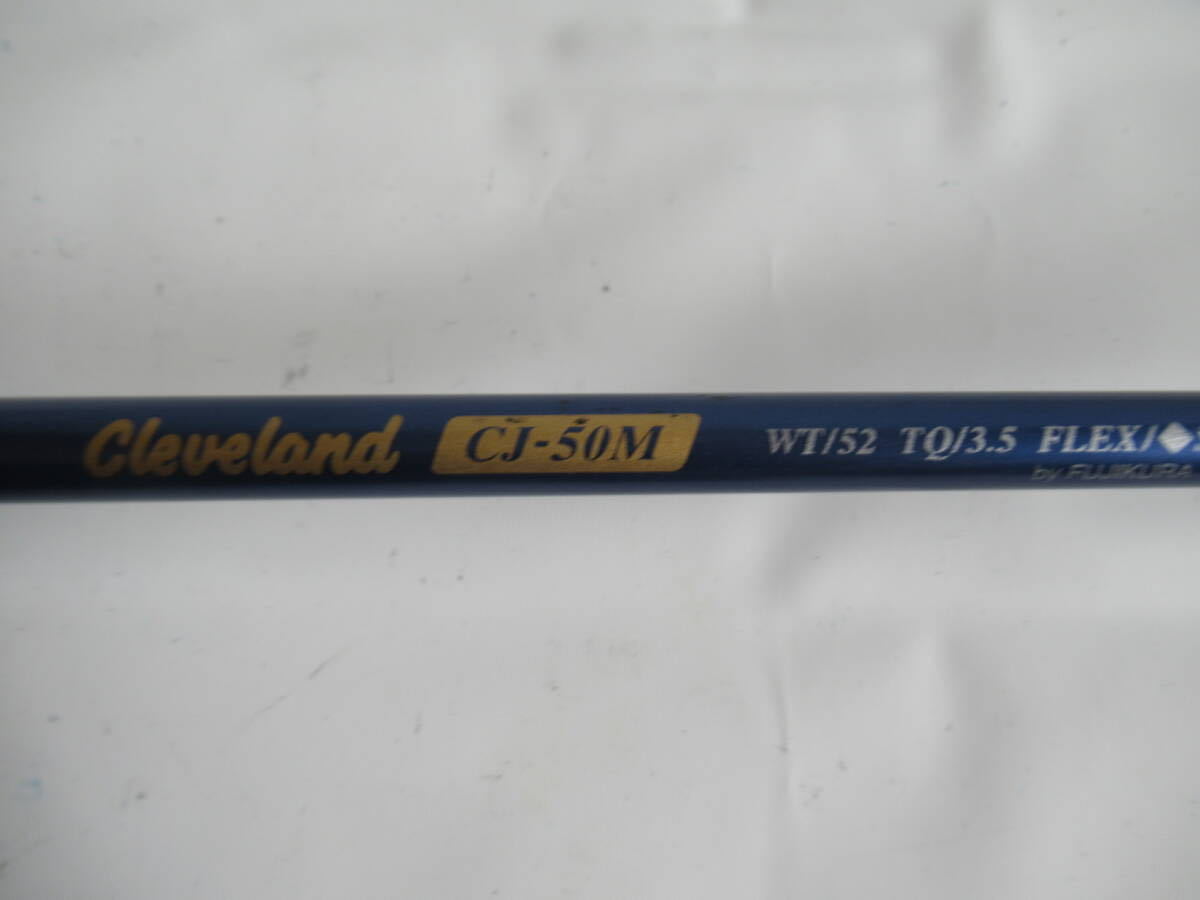 Cleveland CJ-50M WT/52 TQ/3.5 FLEX/◆
by FUJIKURA